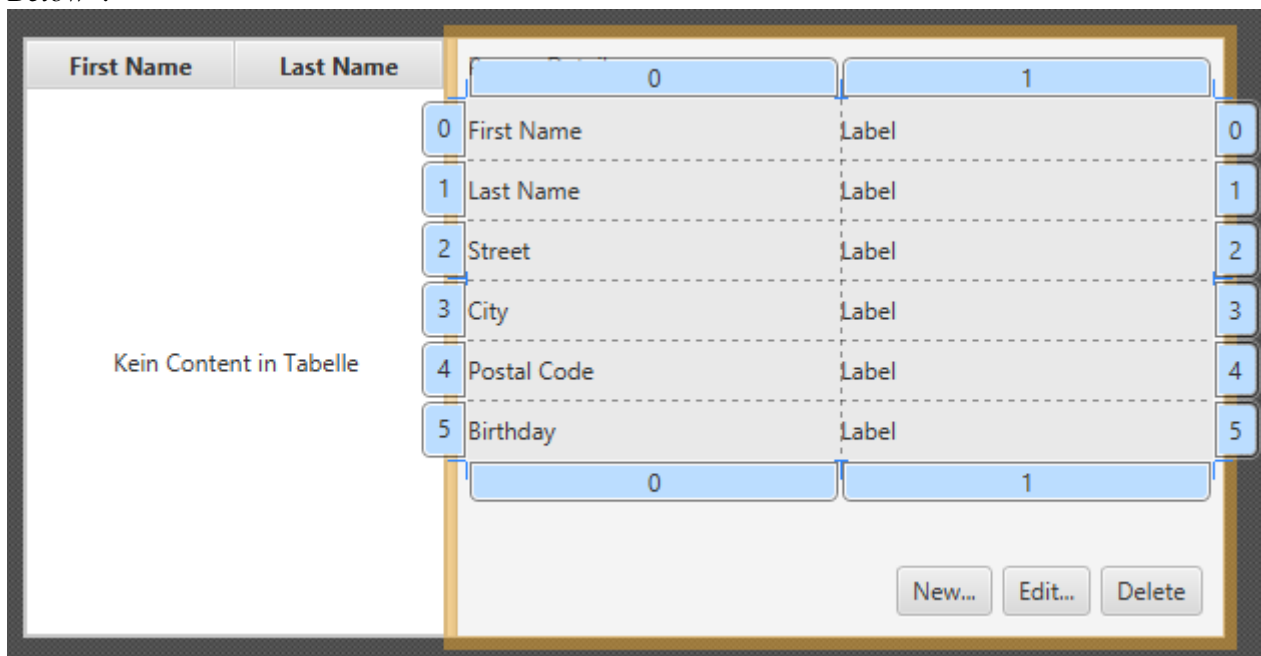 First Name Last Name
0 1
0 First Name Label 0
1 Last Name Label 1
2 Street Label 2
3 City Label 3
Kein Content in Tabelle
4 Postal Code Label 4
5 Birthday Label 5
0 1
New... Edit... Delete